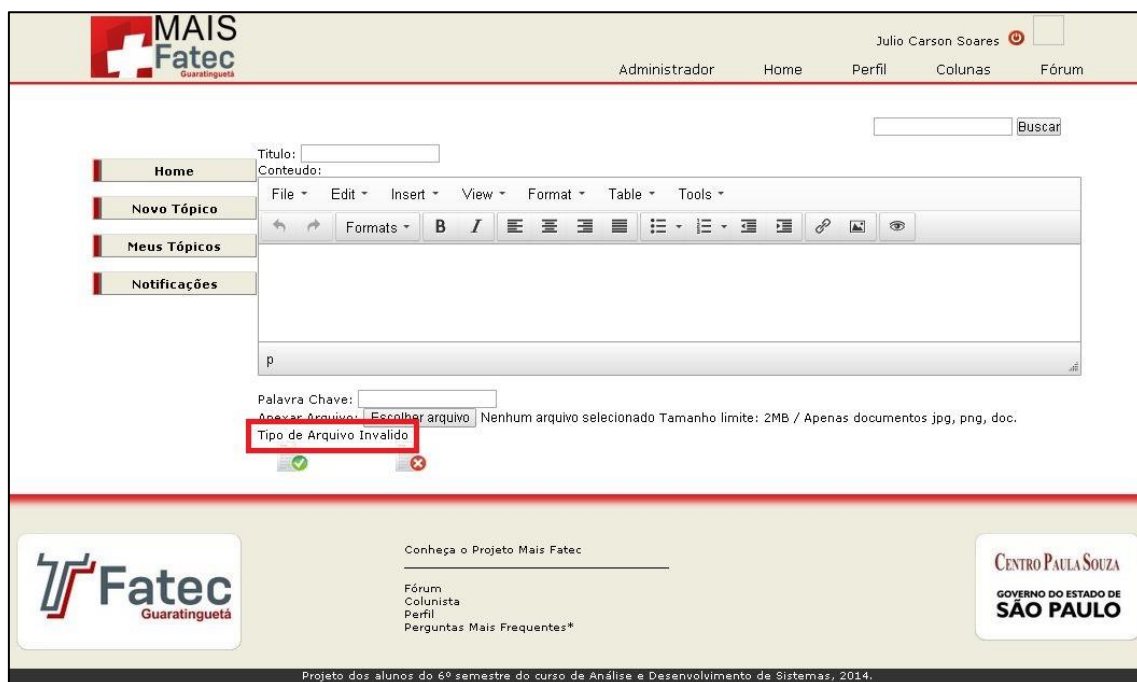 MAIS
Fatec
Guaratinguetá
Julio Carson Soares
Administrador Home Perfil Colunas Fórum
Buscar
Home
Novo Tópico
Meus Tópicos
Notificações
Titulo:
Conteudo:
File Edit Insert View Format Table Tools
Formats B I
p
Palavra Chave:
Anexar Arquivo: Escolher arquivo Nenhum arquivo selecionado Tamanho limite: 2MB / Apenas documentos jpg, png, doc.
Tipo de Arquivo Invalido
Fatec
Guaratinguetá
Conheça o Projeto Mais Fatec
Fórum
Colunista
Perfil
Perguntas Mais Frequentes*
CENTRO PAULA SOUZA
GOVERNO DO ESTADO DE
SÃO PAULO
Projeto dos alunos do 6º semestre do curso de Análise e Desenvolvimento de Sistemas, 2014.